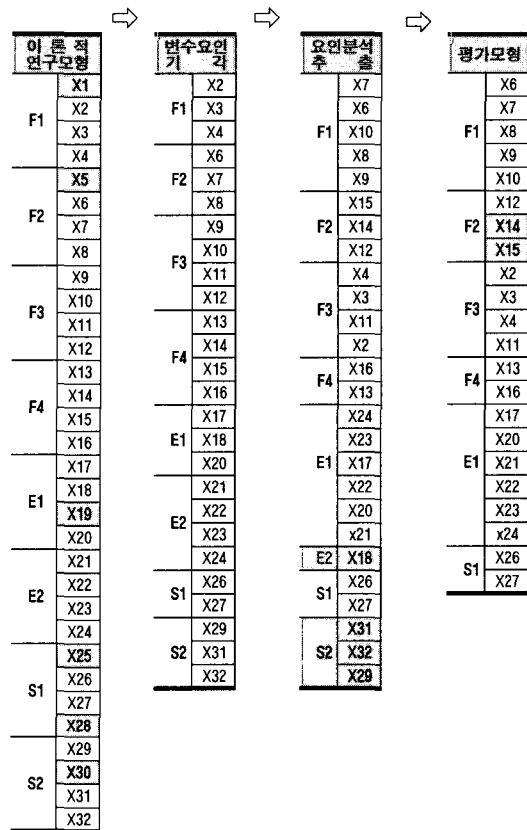 이 론 적
연구모형
X1
F1 X2
X3
X4
X5
F2 X6
X7
X8
X9
F3 X10
X11
X12
X13
F4 X14
X15
X16
X17
E1 X18
X19
X20
X21
E2 X22
X23
X24
X25
S1 X26
X27
X28
X29
S2 X30
X31
X32
변수요인
기 각
X2
F1 X3
X4
X6
F2 X7
X8
X9
F3 X10
X11
X12
X13
F4 X14
X15
X16
X17
E1 X18
X20
X21
E2 X22
X23
X24
S1 X26
X27
X29
S2 X31
X32
요인분석
추 출
X7
X6
F1 X10
X8
X9
X15
F2 X14
X12
X4
F3 X3
X11
X2
F4 X16
X13
X24
X23
E1 X17
X22
X20
x21
E2 X18
S1 X26
X27
X31
S2 X32
X29
평가모형
X6
X7
F1 X8
X9
X10
X12
F2 X14
X15
X2
F3 X3
X4
X11
F4 X13
X16
X17
X20
E1 X21
X22
X23
x24
S1 X26
X27